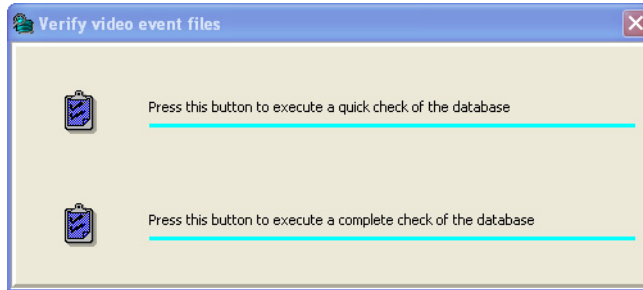 Verify video event files
Press this button to execute a quick check of the database
Press this button to execute a complete check of the database